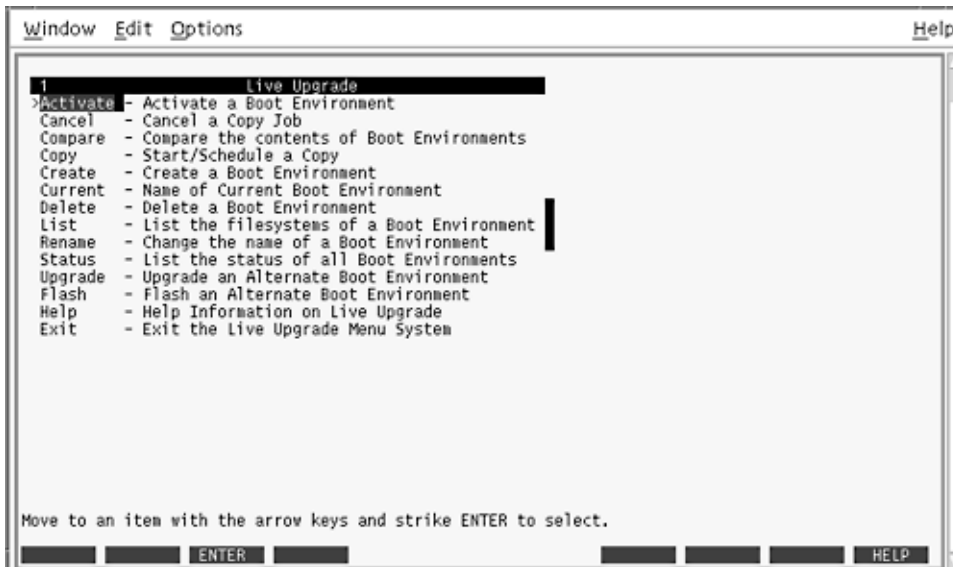 Window Edit Options Help
1 Live Upgrade
>Activate - Activate a Boot Environment
Cancel - Cancel a Copy Job
Compare - Compare the contents of Boot Environments
Copy - Start/Schedule a Copy
Create - Create a Boot Environment
Current - Name of Current Boot Environment
Delete - Delete a Boot Environment
List - List the filesystems of a Boot Environment
Rename - Change the name of a Boot Environment
Status - List the status of all Boot Environments
Upgrade - Upgrade an Alternate Boot Environment
Flash - Flash an Alternate Boot Environment
Help - Help Information on Live Upgrade
Exit - Exit the Live Upgrade Menu System
Move to an item with the arrow keys and strike ENTER to select.
ENTER HELP